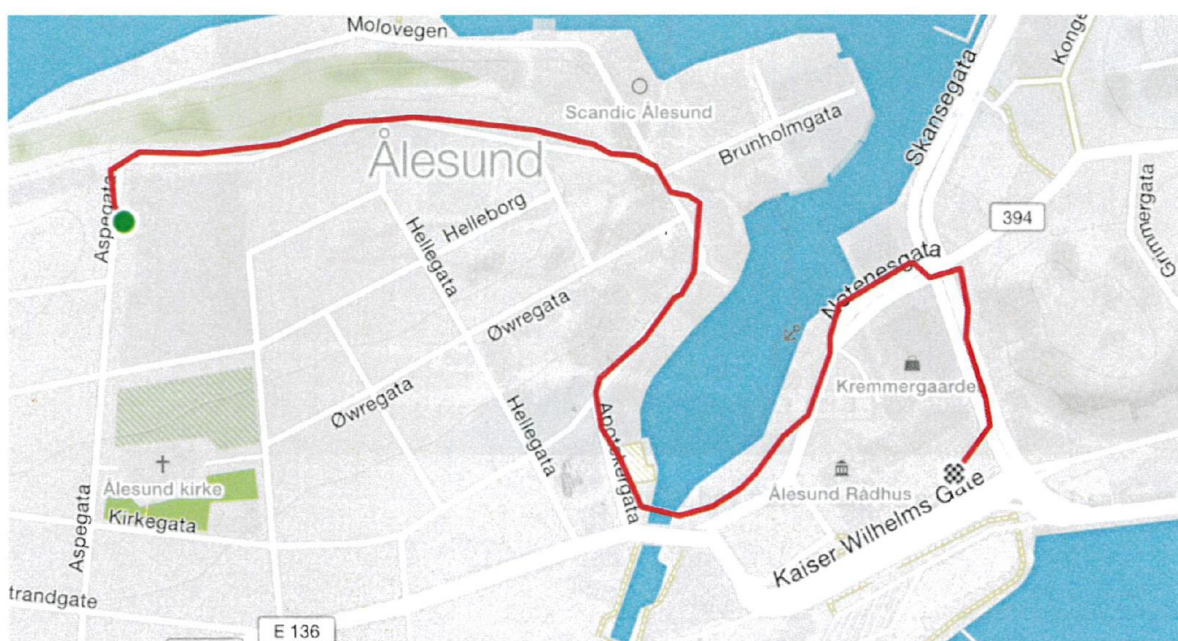 Molovegen
Konge
Skansegata
Scandic Ålesund
Brunholmgata
Ålesund
Aspegata
Helleborg
Hellegata
394
Grimmergata
Notenesgata
Øwregata
Kremmergaarden
Øwregata
Hellegata
Apotekergata
Ålesund kirke
Ålesund Rådhus
Kirkegata
Aspegata
Kaiser Wilhelms Gate
trandgate
E 136